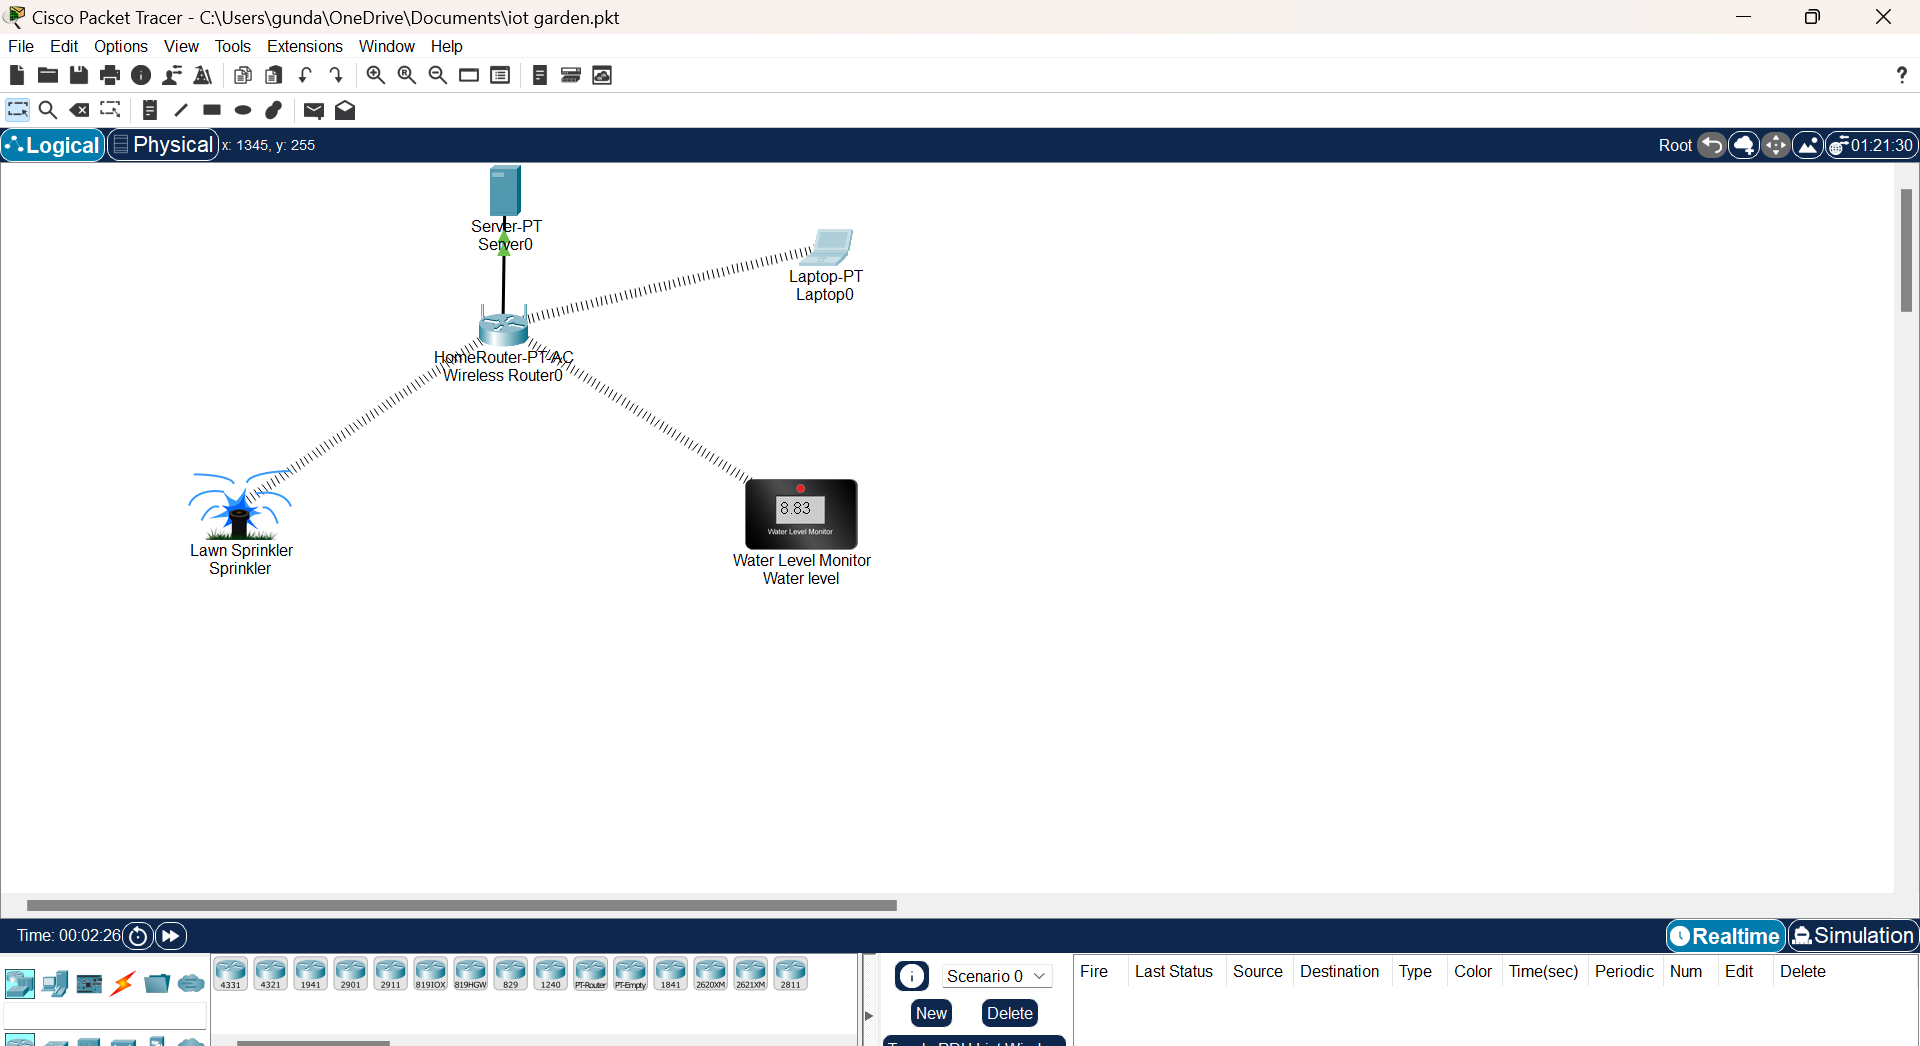 Cisco Packet Tracer - C:\Users\gunda\OneDrive\Documents\iot garden.pkt
File Edit Options View Tools Extensions Window Help
?
Logical Physical x: 1345, y: 255 Root 01:21:30
Server-PT
Server0
Laptop-PT
Laptop0
HomeRouter-PT-AC
Wireless Router0
8.83
Water Level Monitor
Lawn Sprinkler
Sprinkler
Water Level Monitor
Water level
Time: 00:02:26 Realtime Simulation
4331 4321 1941 2901 2911 819IOX 819HGW 829 1240 PT-Router PT-Empty 1841 2620XM 2621XM 2811
Scenario 0
New Delete
Fire Last Status Source Destination Type Color Time(sec) Periodic Num Edit Delete